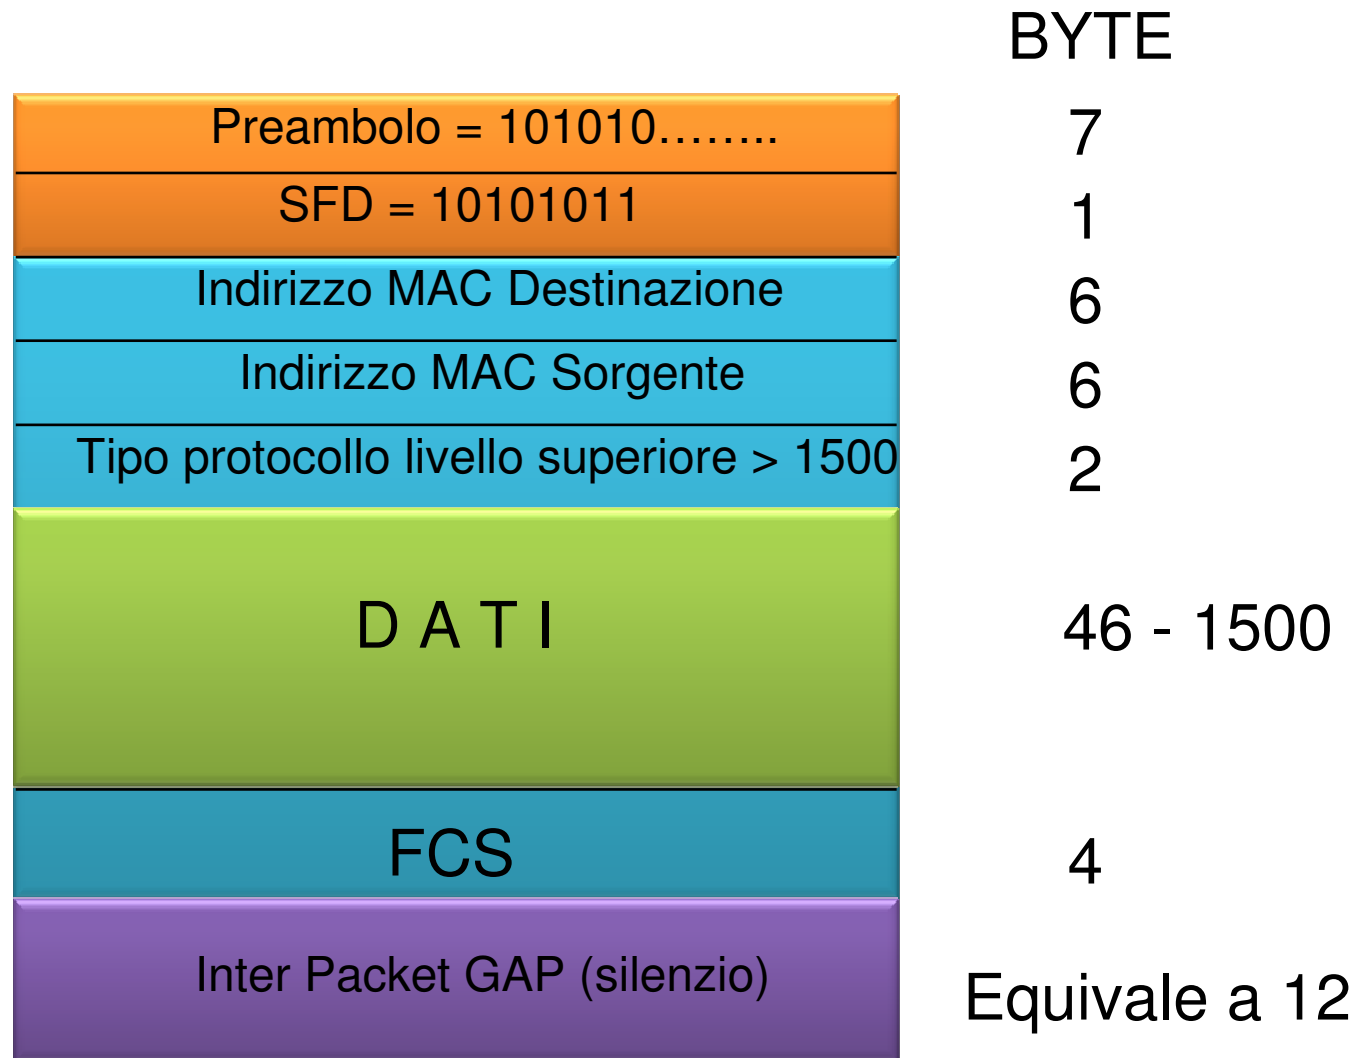 BYTE
Preambolo = 101010……..
7
SFD = 10101011
1
Indirizzo MAC Destinazione
6
Indirizzo MAC Sorgente
6
Tipo protocollo livello superiore > 1500
2
D A T I
46 - 1500
FCS
4
Inter Packet GAP (silenzio)
Equivale a 12